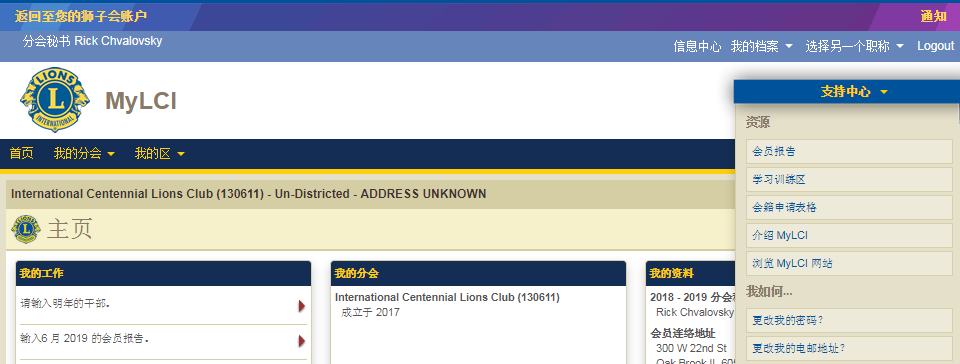 返回至您的狮子会账户
通知
分会秘书 Rick Chvalovsky
信息中心 我的档案 选择另一个职称 Logout
LIONS
L
INTERNATIONAL
MyLCI
支持中心
首页 我的分会 我的区
International Centennial Lions Club (130611) - Un-Districted - ADDRESS UNKNOWN
主页
我的工作
请输入明年的干部。
输入6 月 2019 的会员报告。
我的分会
International Centennial Lions Club (130611)
成立于 2017
我的资料
2018 - 2019 分会
Rick Chvalovsky
会员连络地址
300 W 22nd St
Oak Brook IL
资源
会员报告
学习训练区
会籍申请表格
介绍 MyLCI
浏览 MyLCI 网站
我如何...
更改我的密码？
更改我的电邮地址？